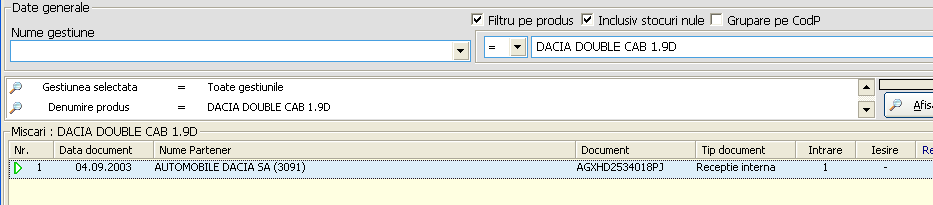 Date generale
Filtru pe produs Inclusiv stocuri nule Grupare pe CodP
Nume gestiune
= DACIA DOUBLE CAB 1.9D
Gestiunea selectata = Toate gestiunile
Denumire produs = DACIA DOUBLE CAB 1.9D
Miscari : DACIA DOUBLE CAB 1.9D
Nr. Data document Nume Partener Document Tip document Intrare Iesire
1 04.09.2003 AUTOMOBILE DACIA SA (3091) AGXHD2534018PJ Receptie interna 1 -